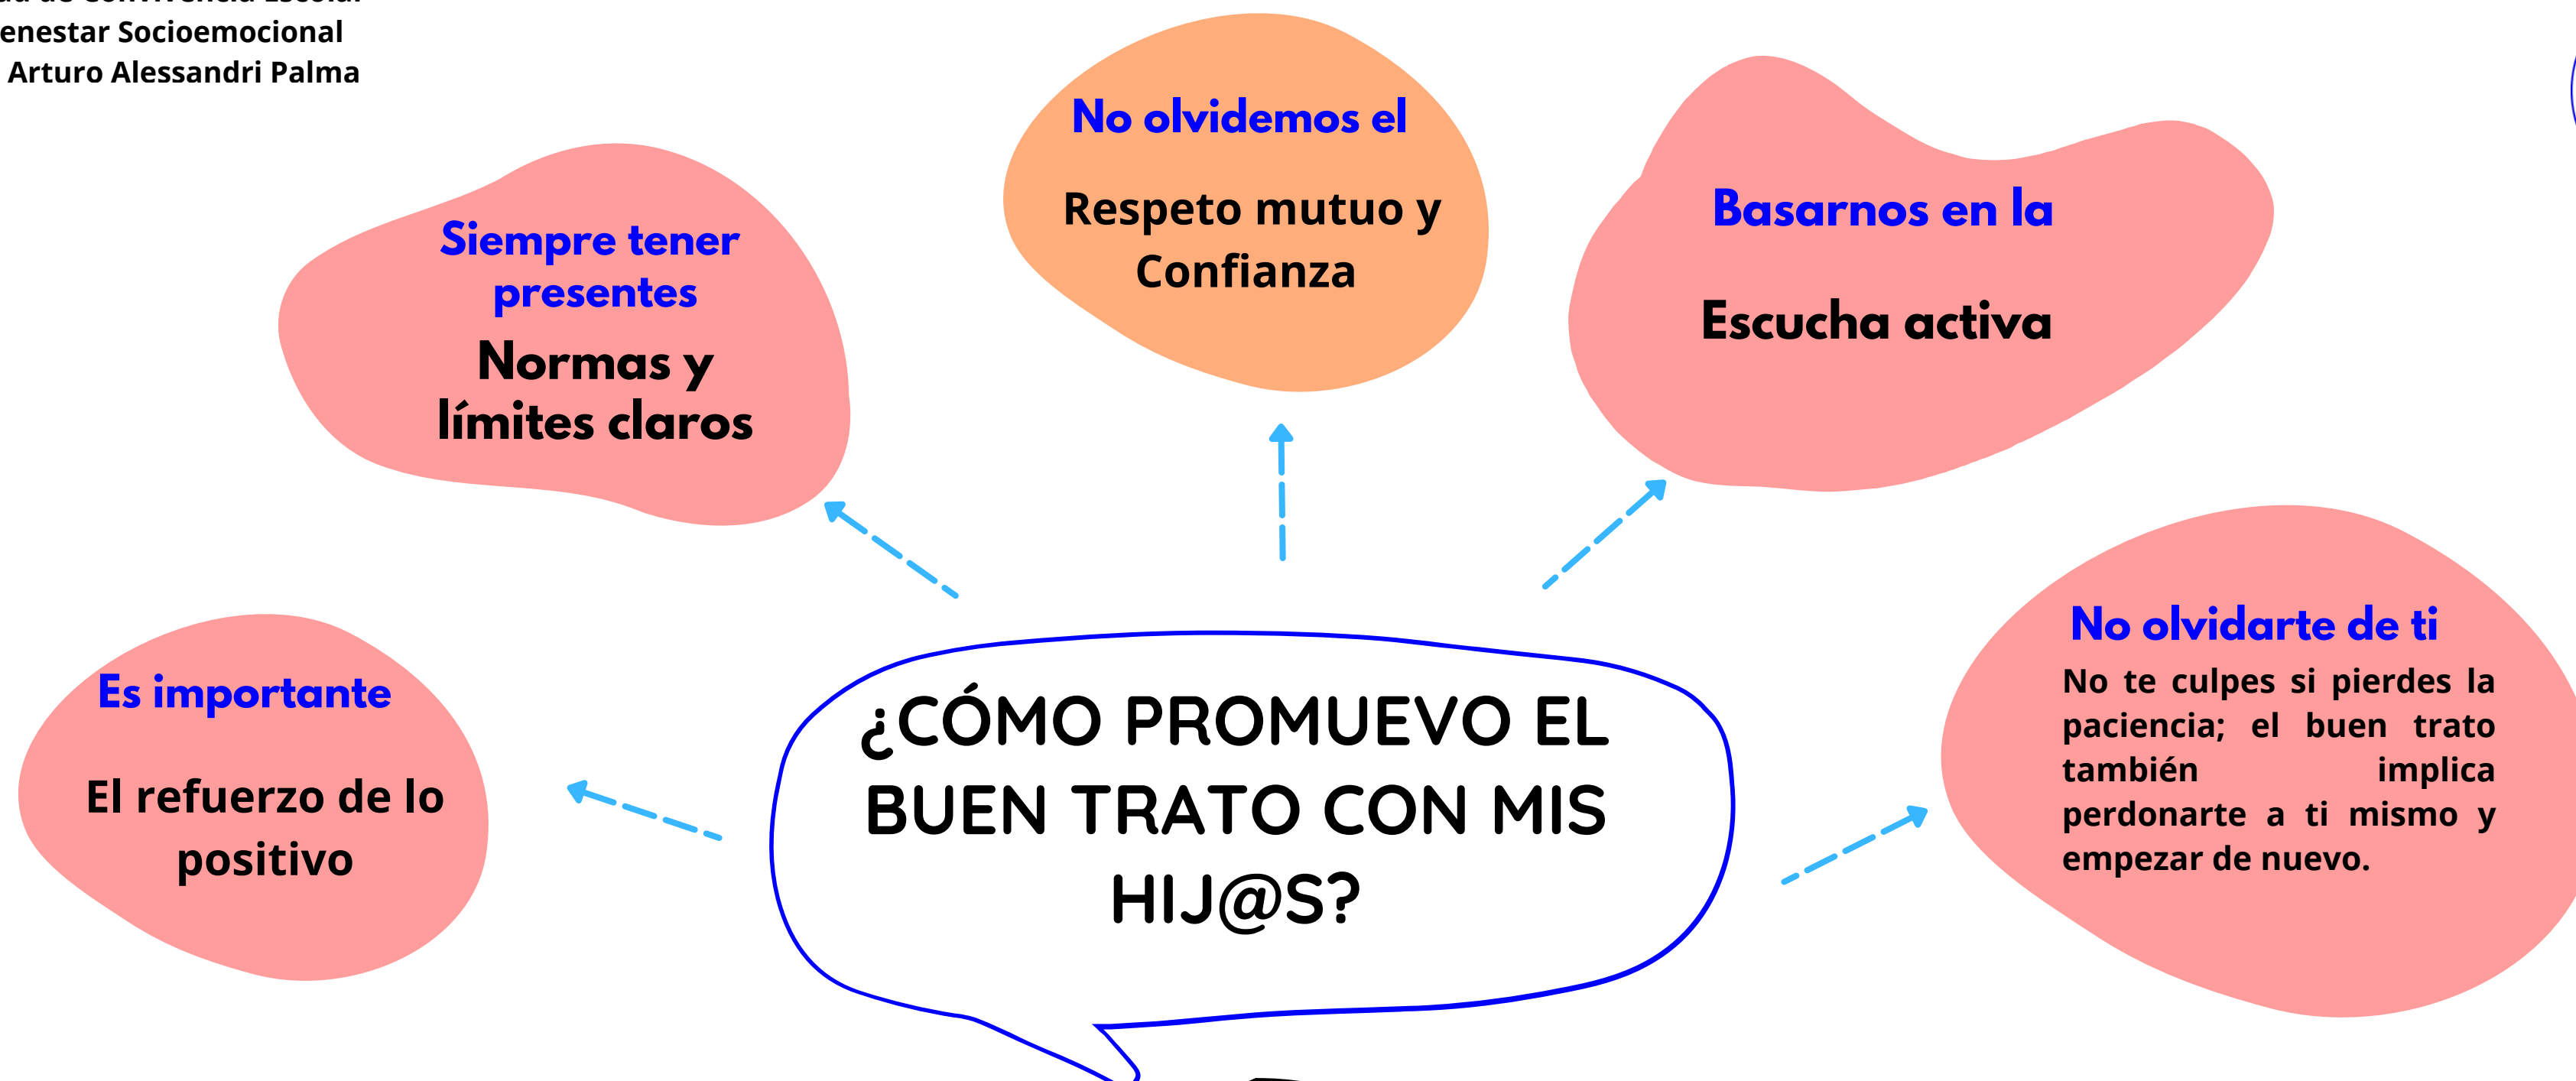 de Convivencia Escolar
Socioemocional
Arturo Alessandri Palma
No olvidemos el
Respeto mutuo y
Confianza
Basarnos en la
Escucha activa
Siempre tener
presentes
Normas y
límites claros
No olvidarte de ti
No te culpes si pierdes la
paciencia; el buen trato
también implica
perdonarte a ti mismo y
empezar de nuevo.
Es importante
El refuerzo de lo
positivo
¿CÓMO PROMUEVO EL
BUEN TRATO CON MIS
HIJ@S?